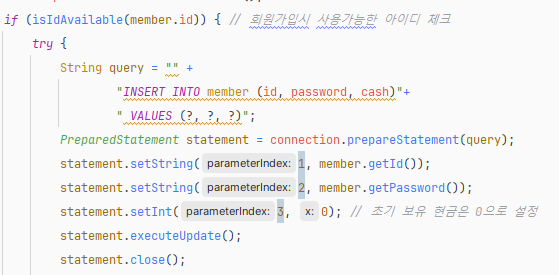 if (isIdAvailable(member.id)) { // 회원가입시 사용가능한 아이디 체크
try {
String query = "" +
"INSERT INTO member (id, password, cash)"+
" VALUES (?, ?, ?)";
PreparedStatement statement = connection.prepareStatement(query);
statement.setString( parameterIndex: 1, member.getId());
statement.setString( parameterIndex: 2, member.getPassword());
statement.setInt( parameterIndex: 3, x: 0); // 초기 보유 현금은 0으로 설정
statement.executeUpdate();
statement.close();